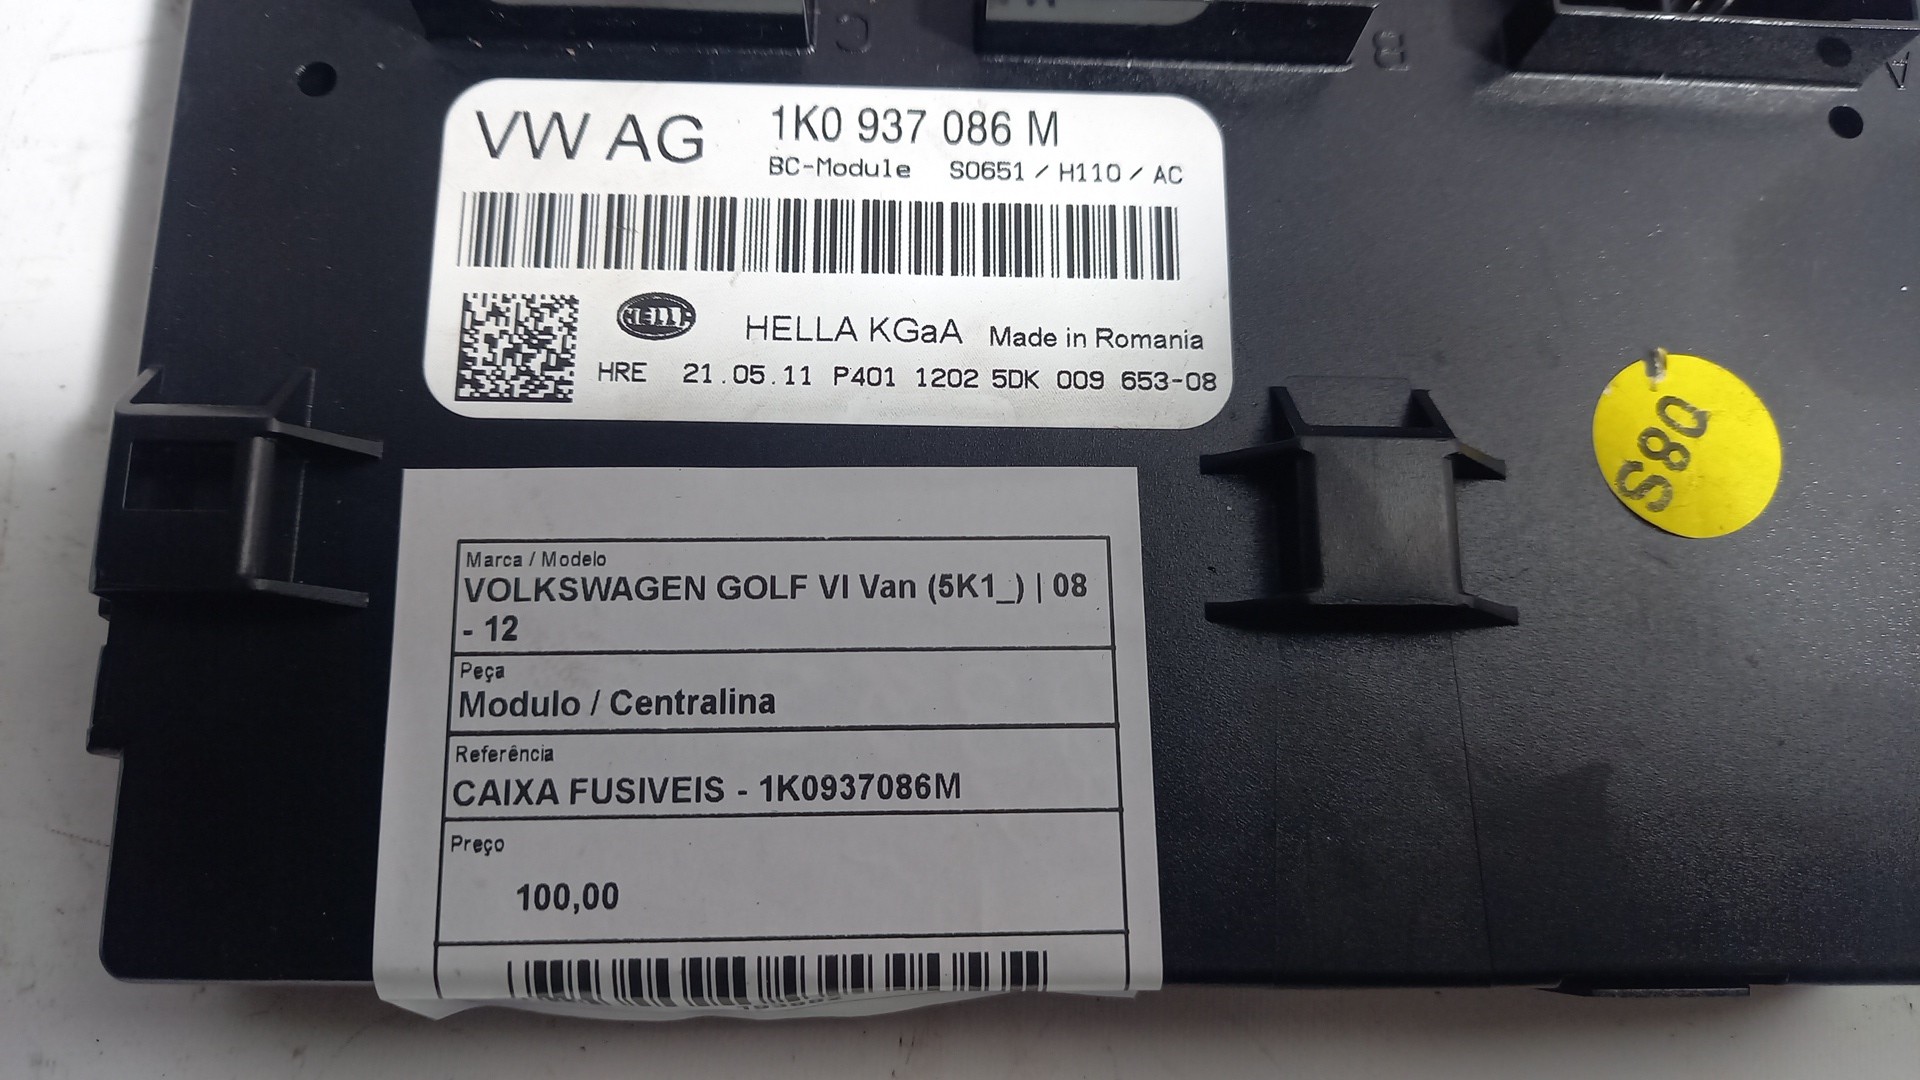 C
B
A
VW AG
1K0 937 086 M
BC-Module S0651 / H110 / AC
HELLA
HELLA KGaA Made in Romania
HRE 21.05.11 P401 1202 5DK 009 653-08
S80
Marca / Modelo
VOLKSWAGEN GOLF VI Van (5K1_) | 08
- 12
Peça
Modulo / Centralina
Referência
CAIXA FUSIVEIS - 1K0937086M
Preço
100,00